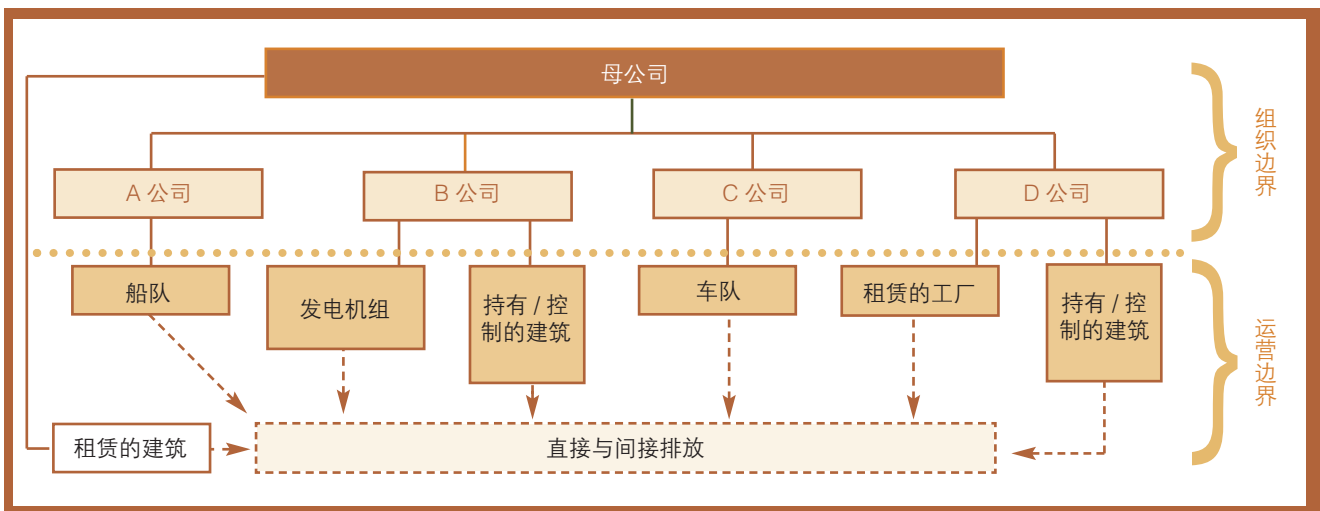 母公司
组织边界
A 公司
B 公司
C 公司
D 公司
船队
发电机组
持有 / 控
制的建筑
车队
租赁的工厂
持有 / 控
制的建筑
运营边界
租赁的建筑
直接与间接排放